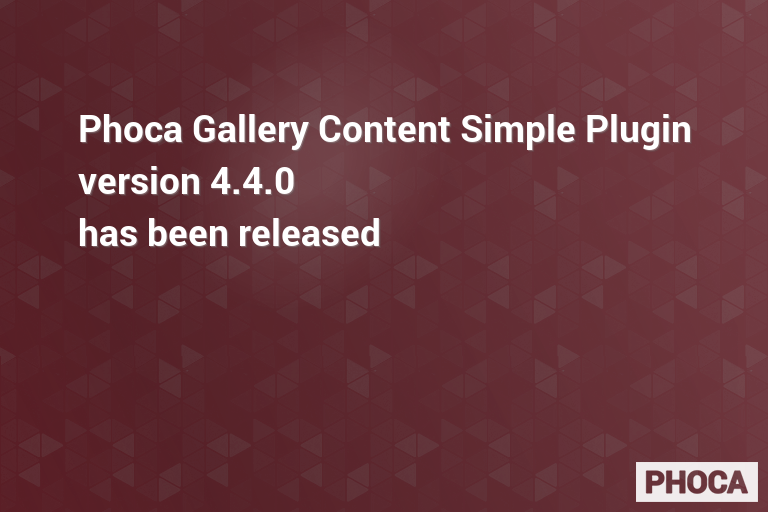 Phoca Gallery Content Simple Plugin
version 4.4.0
has been released
PHOCA